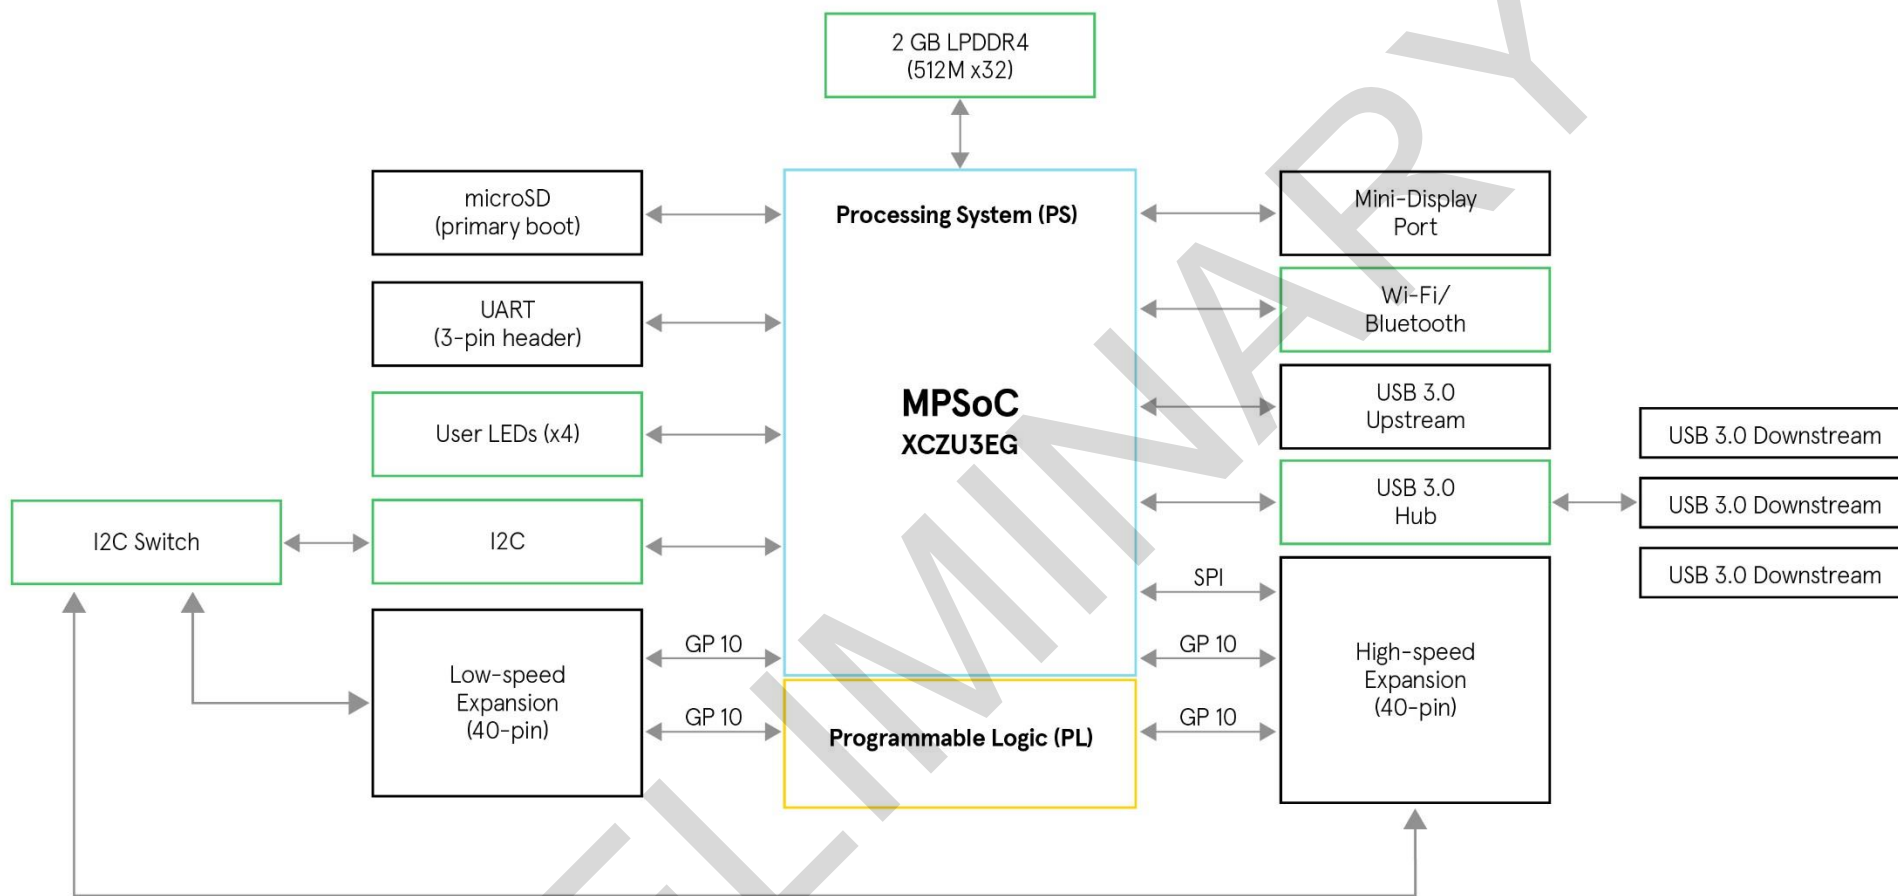 2 GB LPDDR4
(512M x32)
microSD
(primary boot)
Processing System (PS)
Mini-Display
Port
UART
(3-pin header)
Wi-Fi/
Bluetooth
MPSoC
XCZU3EG
User LEDs (x4)
USB 3.0
Upstream
USB 3.0 Downstream
I2C Switch
I2C
USB 3.0
Hub
USB 3.0 Downstream
USB 3.0 Downstream
SPI
Low-speed
Expansion
(40-pin)
GP 10
GP 10
GP 10
GP 10
High-speed
Expansion
(40-pin)
Programmable Logic (PL)
ELIMINARY